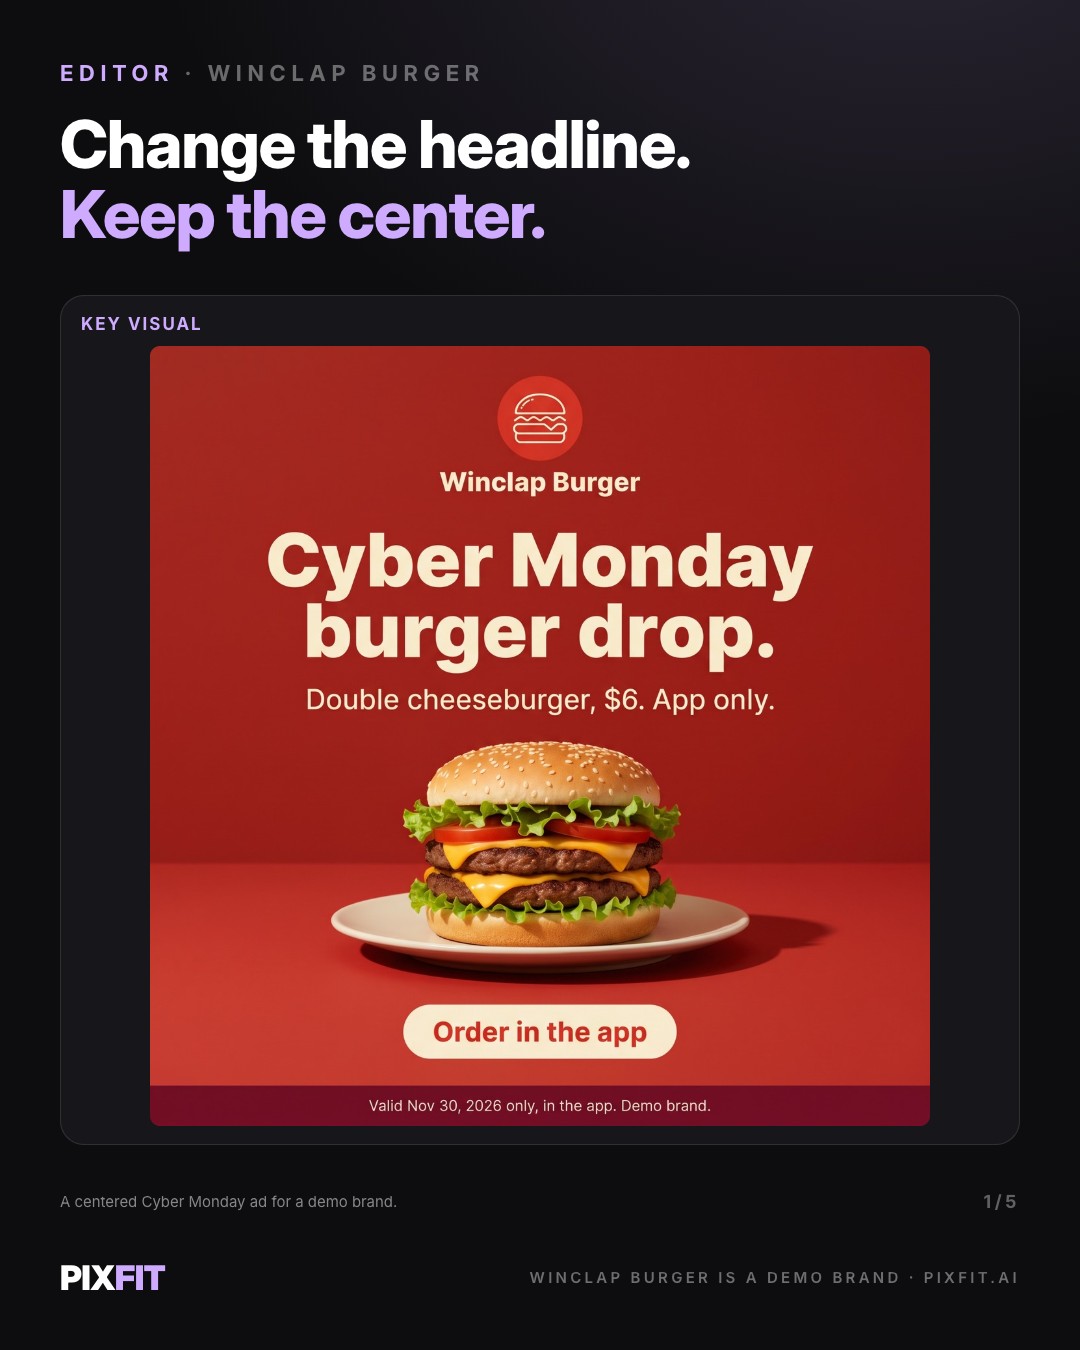 EDITOR · WINCLAP BURGER
Change the headline.
Keep the center.
KEY VISUAL
Winclap Burger
Cyber Monday
burger drop.
Double cheeseburger, $6. App only.
Order in the app
Valid Nov 30, 2026 only, in the app. Demo brand.
A centered Cyber Monday ad for a demo brand.
1/5
PIXFIT
WINCLAP BURGER IS A DEMO BRAND · PIXFIT.AI